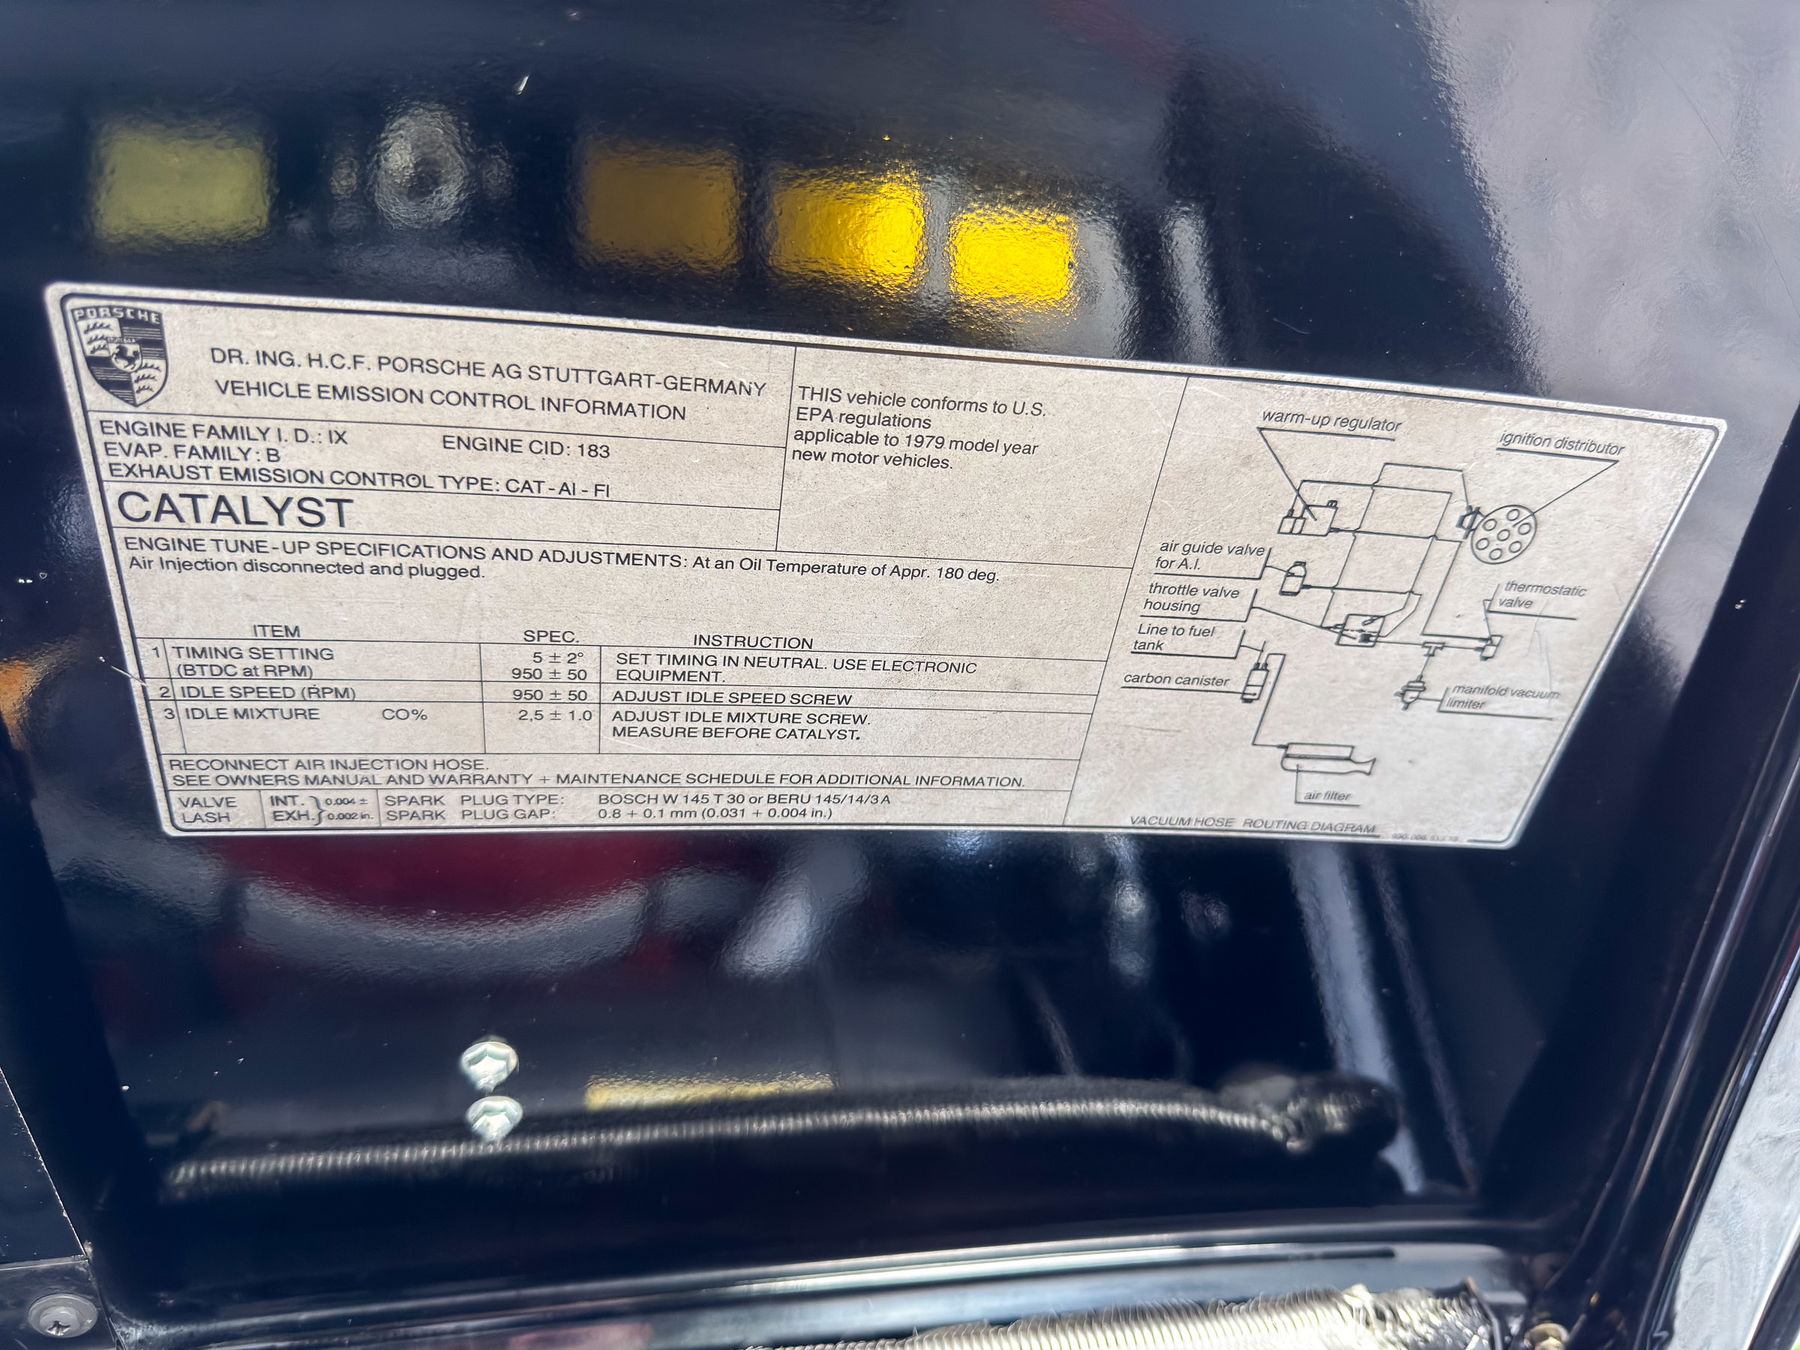 PORSCHE
DR. ING. H.C.F. PORSCHE AG STUTTGART-GERMANY
VEHICLE EMISSION CONTROL INFORMATION
ENGINE FAMILY I. D.: IX ENGINE CID: 183
EVAP. FAMILY: B
EXHAUST EMISSION CONTROL TYPE: CAT-AI-FI
CATALYST
THIS vehicle conforms to U.S.
EPA regulations
applicable to 1979 model year
new motor vehicles.
ENGINE TUNE-UP SPECIFICATIONS AND ADJUSTMENTS: At an Oil Temperature of Appr. 180 deg.
Air Injection disconnected and plugged.
ITEM SPEC. INSTRUCTION
1 TIMING SETTING 5 ± 2° SET TIMING IN NEUTRAL. USE ELECTRONIC
(BTDC at RPM) 950 ± 50 EQUIPMENT.
2 IDLE SPEED (RPM) 950 ± 50 ADJUST IDLE SPEED SCREW
3 IDLE MIXTURE CO% 2.5 ± 1.0 ADJUST IDLE MIXTURE SCREW.
MEASURE BEFORE CATALYST.
RECONNECT AIR INJECTION HOSE.
SEE OWNERS MANUAL AND WARRANTY + MAINTENANCE SCHEDULE FOR ADDITIONAL INFORMATION.
VALVE INT. } 0.004 ± SPARK PLUG TYPE: BOSCH W 145 T 30 or BERU 145/14/3 A
LASH EXH. } 0.002 in. SPARK PLUG GAP: 0.8 + 0.1 mm (0.031 + 0.004 in.)
warm-up regulator
ignition distributor
air guide valve
for A.I.
throttle valve
housing
thermostatic
valve
Line to fuel
tank
carbon canister
manifold vacuum
limiter
air filter
VACUUM HOSE ROUTING DIAGRAM